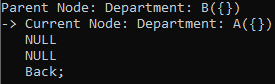 Parent Node: Department: B({})
-> Current Node: Department: A({})
NULL
NULL
Back;